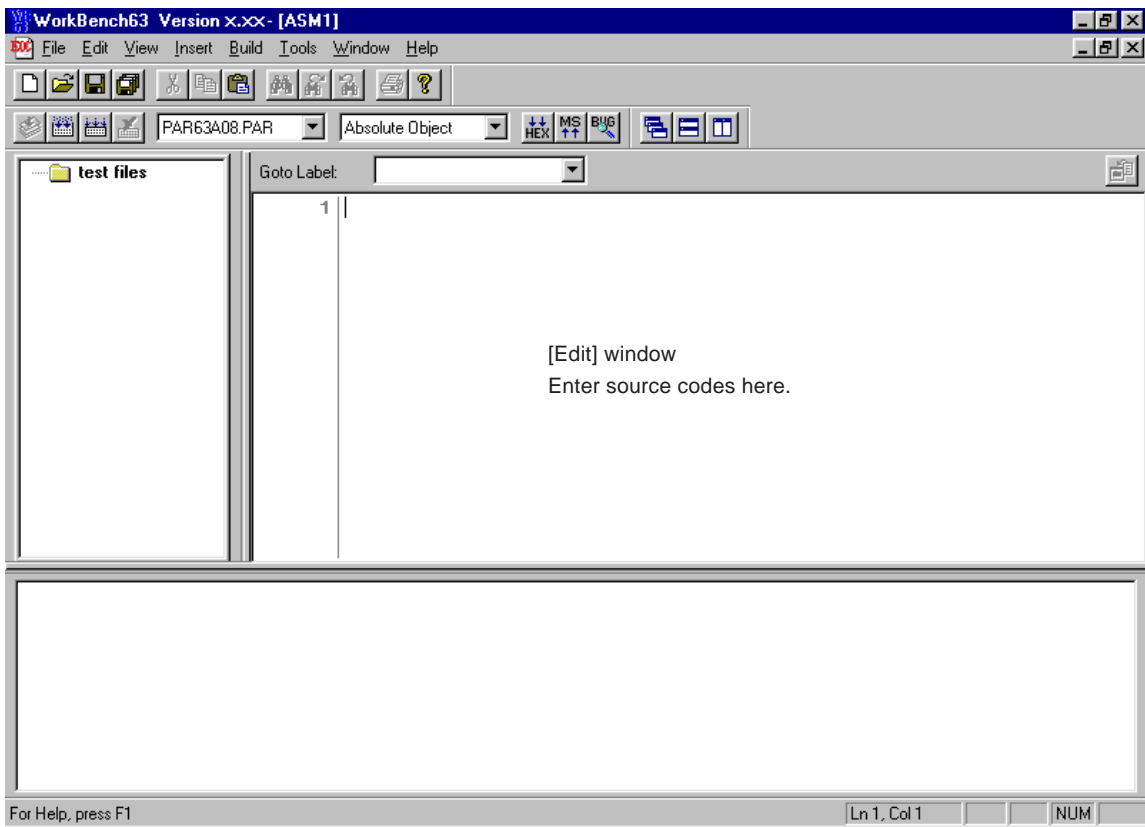 WorkBench63 Version x.xx- [ASM1]
File Edit View Insert Build Tools Window Help
PAR63A08.PAR Absolute Object HEX MS BUG
test files
Goto Label:
1
[Edit] window
Enter source codes here.
For Help, press F1 Ln 1, Col 1 NUM